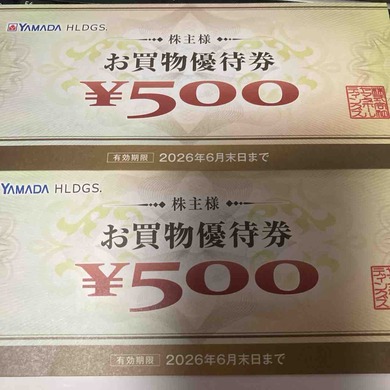 YAMADA HLDGS.
株主様
お買物優待券
¥500
有効期限 2026年6月末日まで
YAMADA HLDGS.
株主様
お買物優待券
¥500
有効期限 2026年6月末日まで